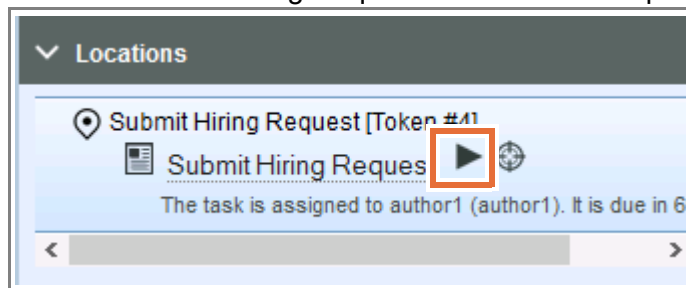 Locations
Submit Hiring Request [Token #4]
Submit Hiring Reques
The task is assigned to author1 (author1). It is due in 6